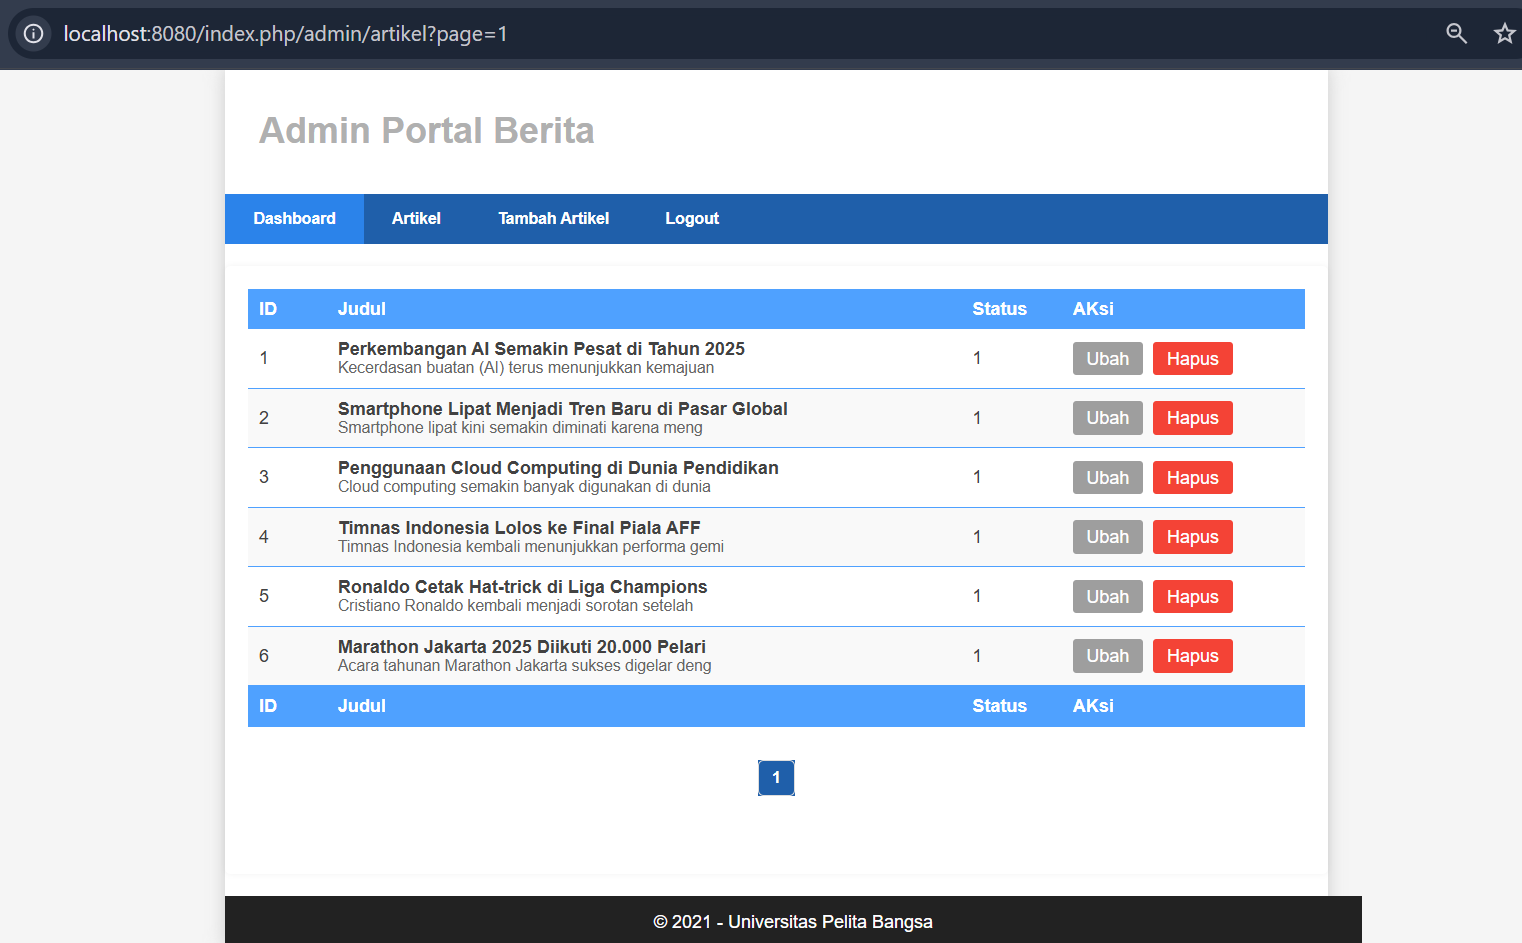 localhost:8080/index.php/admin/artikel?page=1
Admin Portal Berita
Dashboard Artikel Tambah Artikel Logout
ID Judul Status AKsi
1 Perkembangan AI Semakin Pesat di Tahun 2025 1 Ubah Hapus
Kecerdasan buatan (AI) terus menunjukkan kemajuan
2 Smartphone Lipat Menjadi Tren Baru di Pasar Global 1 Ubah Hapus
Smartphone lipat kini semakin diminati karena meng
3 Penggunaan Cloud Computing di Dunia Pendidikan 1 Ubah Hapus
Cloud computing semakin banyak digunakan di dunia
4 Timnas Indonesia Lolos ke Final Piala AFF 1 Ubah Hapus
Timnas Indonesia kembali menunjukkan performa gemi
5 Ronaldo Cetak Hat-trick di Liga Champions 1 Ubah Hapus
Cristiano Ronaldo kembali menjadi sorotan setelah
6 Marathon Jakarta 2025 Diikuti 20.000 Pelari 1 Ubah Hapus
Acara tahunan Marathon Jakarta sukses digelar deng
ID Judul Status AKsi
1
© 2021 - Universitas Pelita Bangsa